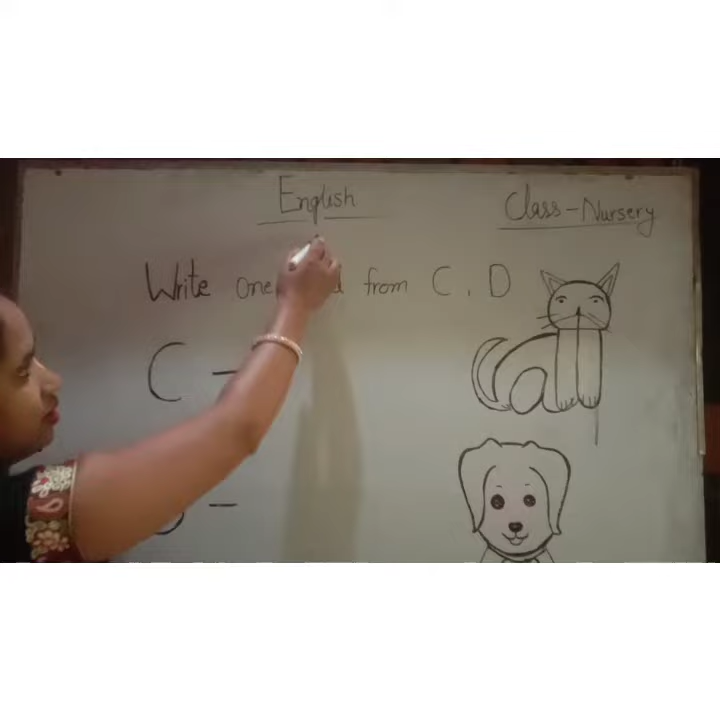 English
Class-Nursery
Write one from C, D
C -
-